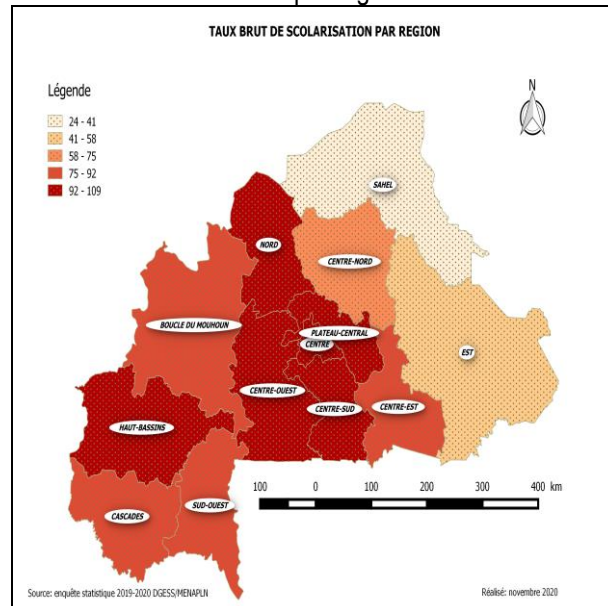 TAUX BRUT DE SCOLARISATION PAR REGION
Légende
24 - 41
41 - 58
58 - 75
75 - 92
92 - 109
N
SAHEL
NORD
CENTRE-NORD
BOUCLE DU MOUHOUN
PLATEAU-CENTRAL
CENTRE
EST
CENTRE-OUEST
CENTRE-SUD
CENTRE-EST
HAUT-BASSINS
CASCADES
SUD-OUEST
100 0 100 200 300 400 km
Source: enquête statistique 2019-2020 DGESS/MENAPLN
Réalisé: novembre 2020